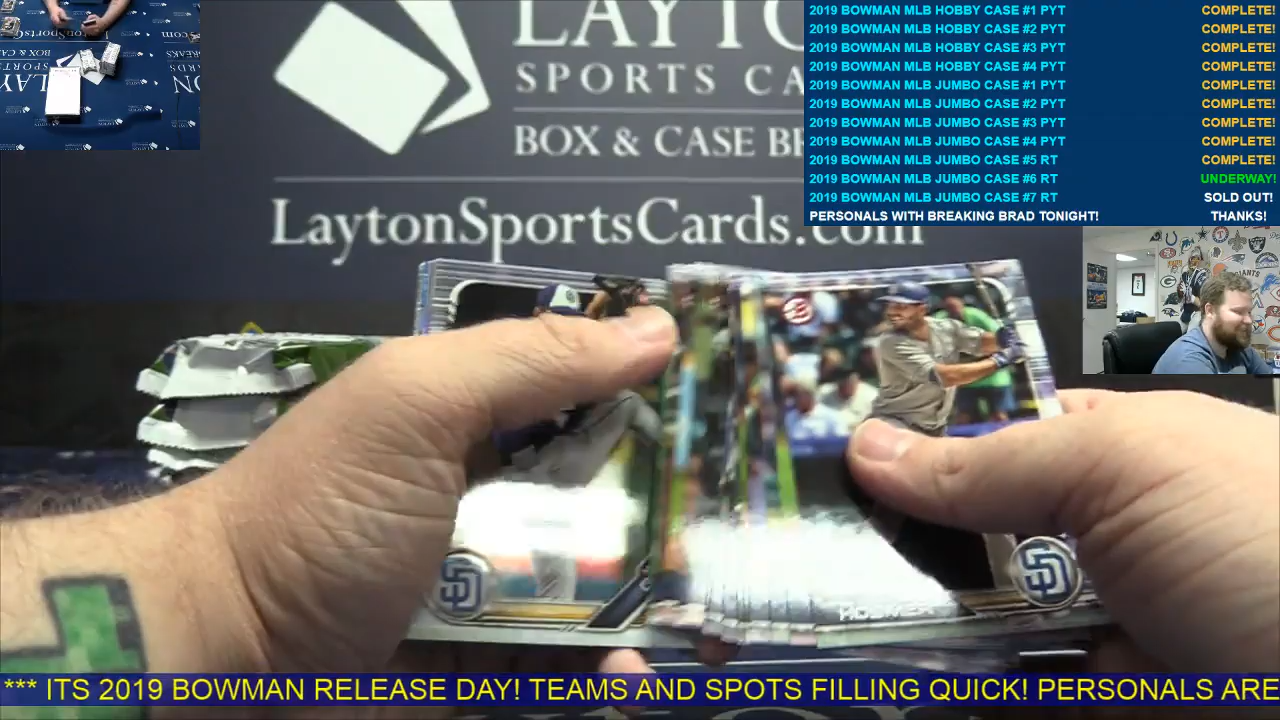 LAYTO
SPORTS CA
BOX & CASE BR
LaytonSportsCards.com
2019 BOWMAN MLB HOBBY CASE #1 PYT COMPLETE!
2019 BOWMAN MLB HOBBY CASE #2 PYT COMPLETE!
2019 BOWMAN MLB HOBBY CASE #3 PYT COMPLETE!
2019 BOWMAN MLB HOBBY CASE #4 PYT COMPLETE!
2019 BOWMAN MLB JUMBO CASE #1 PYT COMPLETE!
2019 BOWMAN MLB JUMBO CASE #2 PYT COMPLETE!
2019 BOWMAN MLB JUMBO CASE #3 PYT COMPLETE!
2019 BOWMAN MLB JUMBO CASE #4 PYT COMPLETE!
2019 BOWMAN MLB JUMBO CASE #5 RT COMPLETE!
2019 BOWMAN MLB JUMBO CASE #6 RT UNDERWAY!
2019 BOWMAN MLB JUMBO CASE #7 RT SOLD OUT!
PERSONALS WITH BREAKING BRAD TONIGHT! THANKS!
SD
HOSMER
SD
*** ITS 2019 BOWMAN RELEASE DAY! TEAMS AND SPOTS FILLING QUICK! PERSONALS ARE